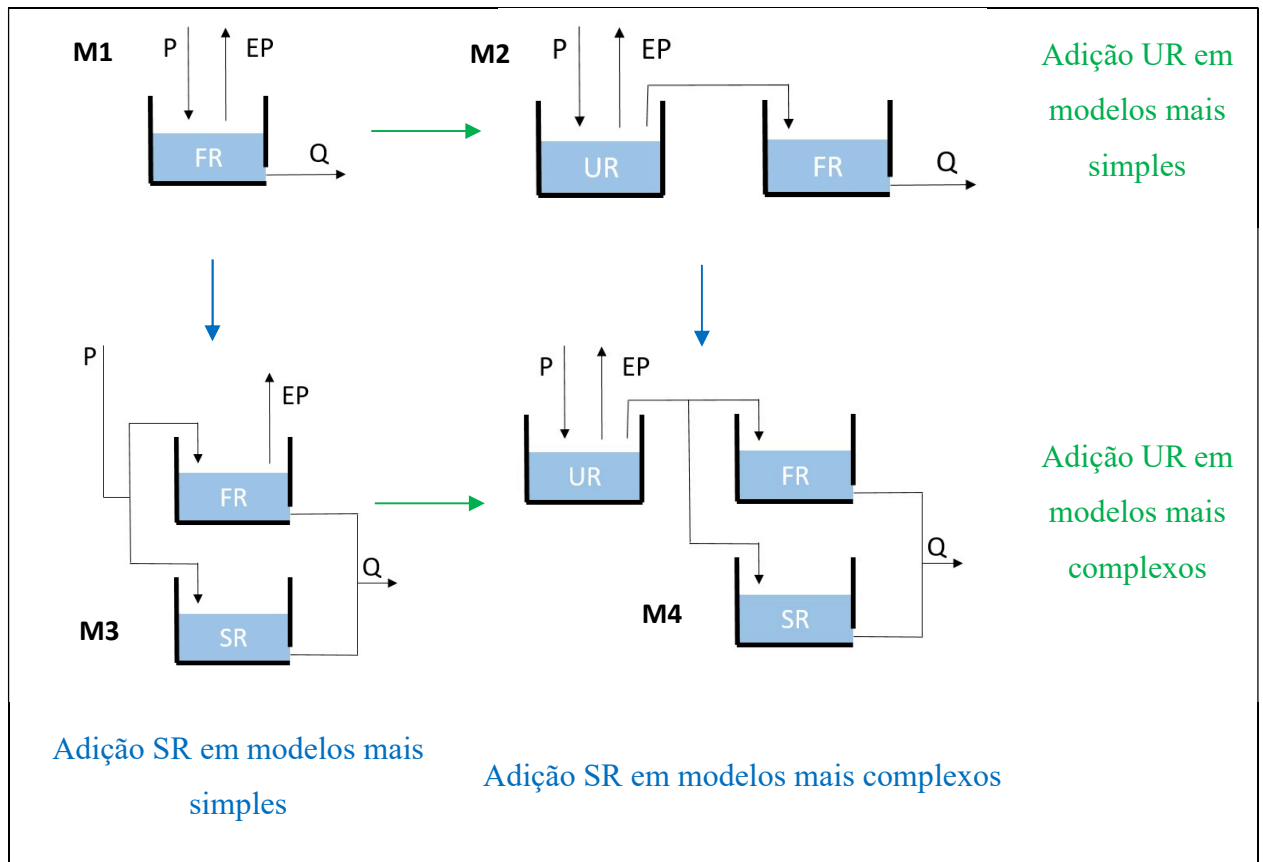 M1
P
EP
FR
Q
M2
P
EP
UR
FR
Q
Adição UR em
modelos mais
simples
P
EP
FR
SR
Q
M3
P
EP
UR
FR
SR
Q
M4
Adição UR em
modelos mais
complexos
Adição SR em modelos mais
simples
Adição SR em modelos mais complexos